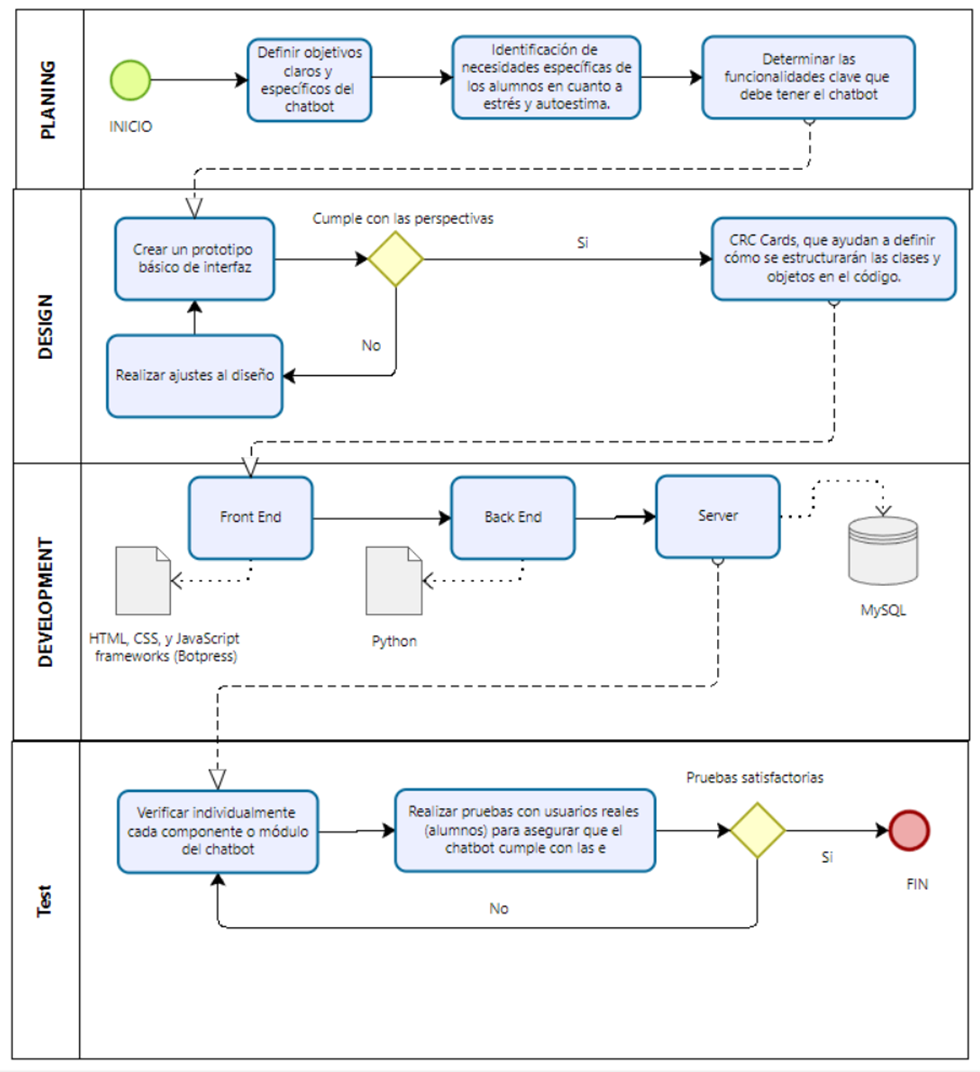 PLANING
INICIO
Definir objetivos
claros y
específicos del
chatbot
Identificación de
necesidades específicas de
los alumnos en cuanto a
estrés y autoestima.
Determinar las
funcionalidades clave que
debe tener el chatbot
DESIGN
Crear un prototipo
básico de interfaz
Cumple con las perspectivas
Si
CRC Cards, que ayudan a definir
cómo se estructurarán las clases y
objetos en el código.
No
Realizar ajustes al diseño
DEVELOPMENT
Front End
Back End
Server
HTML, CSS, y JavaScript
frameworks (Botpress)
Python
MySQL
Test
Verificar individualmente
cada componente o módulo
del chatbot
Realizar pruebas con usuarios reales
(alumnos) para asegurar que el
chatbot cumple con las e
Pruebas satisfactorias
Si
FIN
No